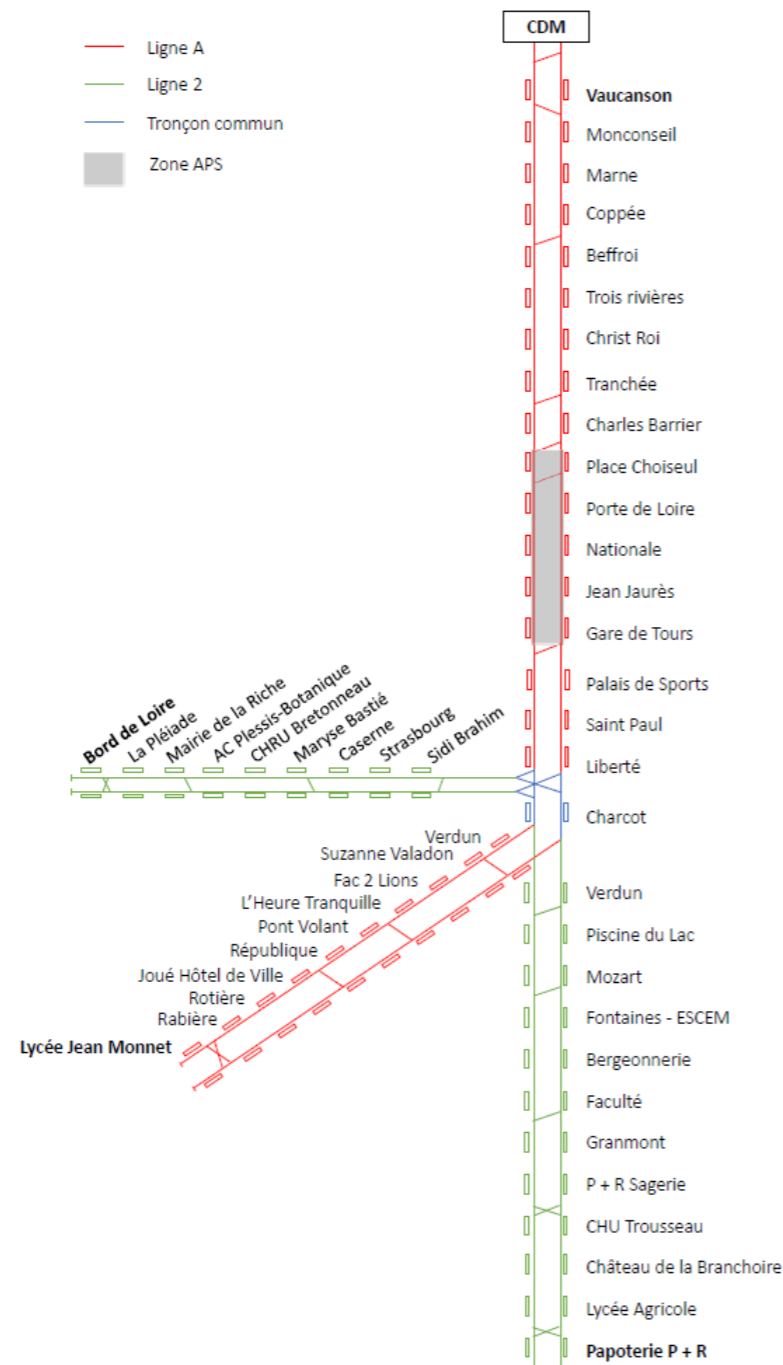 CDM
Ligne A
Ligne 2
Tronçon commun
Zone APS
Vaucanson
Monconseil
Marne
Coppée
Beffroi
Trois rivières
Christ Roi
Tranchée
Charles Barrier
Place Choiseul
Porte de Loire
Nationale
Jean Jaurès
Gare de Tours
Palais de Sports
Saint Paul
Liberté
Charcot
Bord de Loire
La Pléiade
Mairie de la Riche
AC Plessis-Botanique
CHRU Bretonneau
Maryse Bastié
Caserne
Strasbourg
Sidi Brahim
Verdun
Suzanne Valadon
Fac 2 Lions
L'Heure Tranquille
Pont Volant
République
Joué Hôtel de Ville
Rotière
Rabière
Lycée Jean Monnet
Verdun
Piscine du Lac
Mozart
Fontaines - ESCEM
Bergeonnerie
Faculté
Granmont
P + R Sagerie
CHU Trousseau
Château de la Branchoire
Lycée Agricole
Papoterie P + R